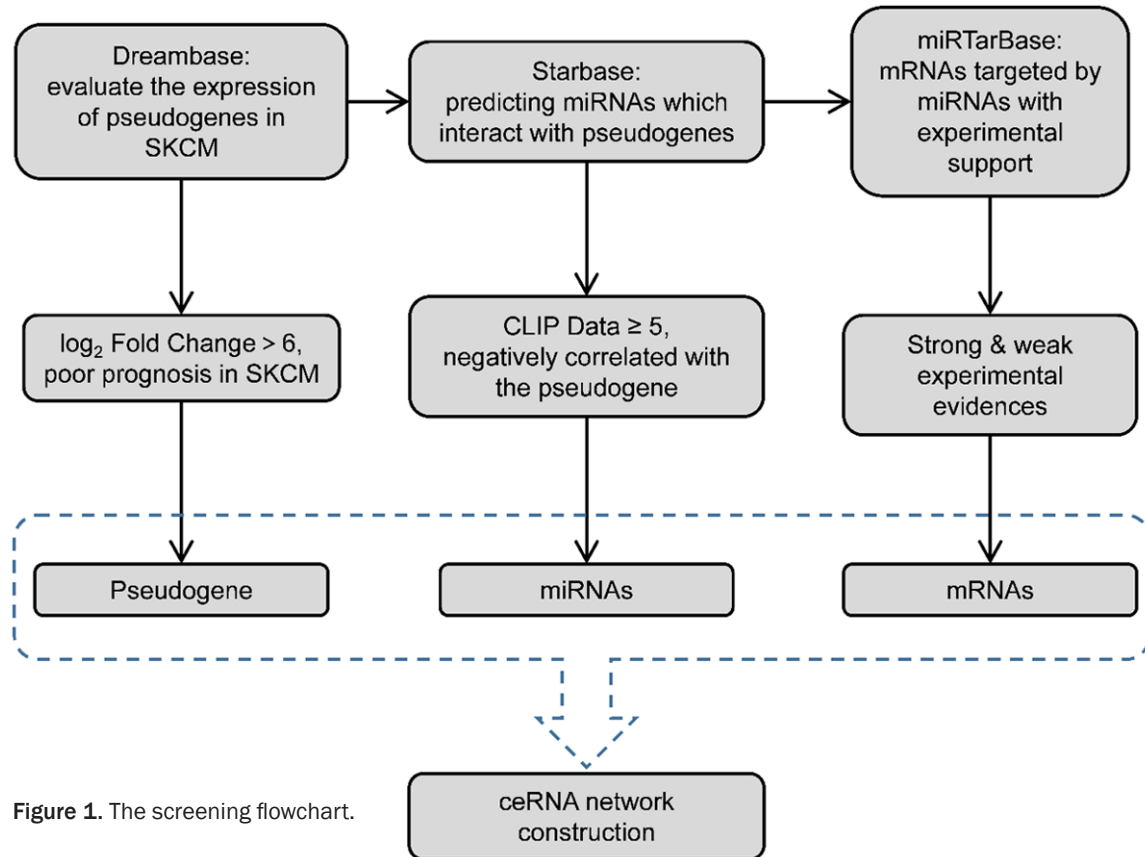 Dreambase:
evaluate the expression
of pseudogenes in
SKCM
Starbase:
predicting miRNAs which
interact with pseudogenes
miRTarBase:
mRNAs targeted by
miRNAs with
experimental
support
log₂ Fold Change > 6,
poor prognosis in SKCM
CLIP Data ≥ 5,
negatively correlated with
the pseudogene
Strong & weak
experimental
evidences
Pseudogene
miRNAs
mRNAs
ceRNA network
construction
Figure 1. The screening flowchart.